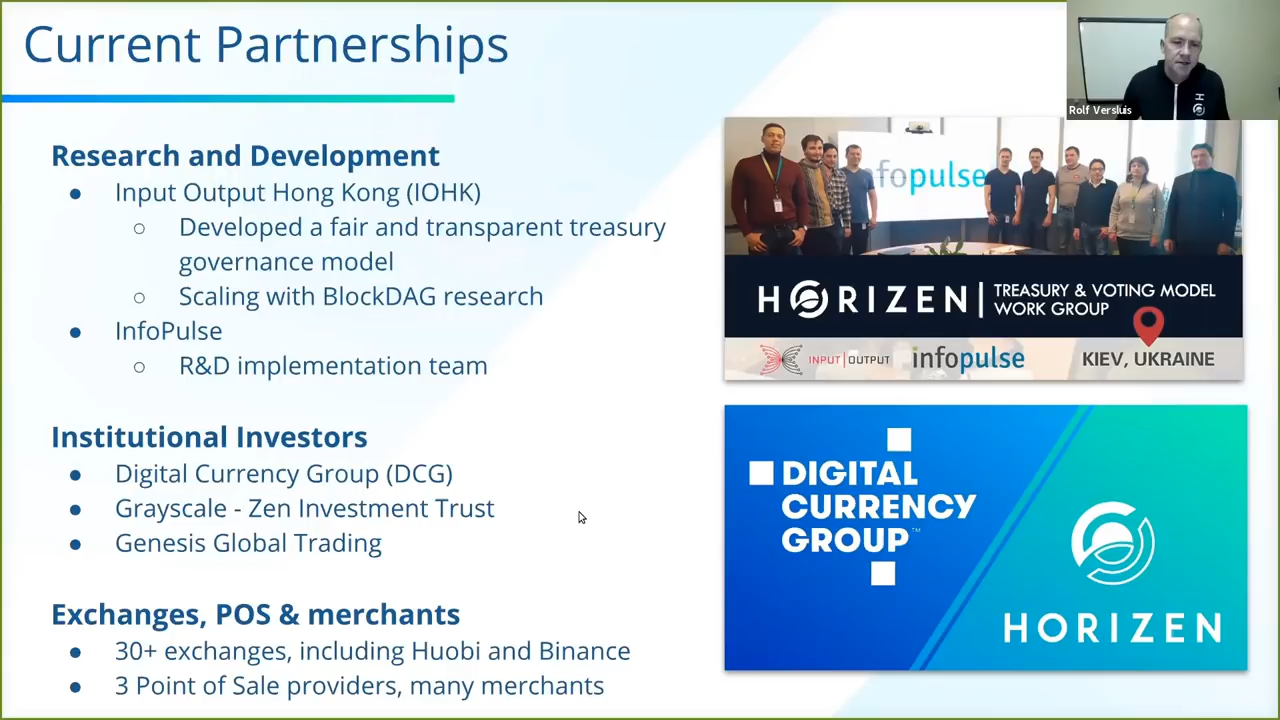 Current Partnerships
Rolf Versluis
Research and Development
● Input Output Hong Kong (IOHK)
○ Developed a fair and transparent treasury
governance model
○ Scaling with BlockDAG research
● InfoPulse
○ R&D implementation team
Institutional Investors
● Digital Currency Group (DCG)
● Grayscale - Zen Investment Trust
● Genesis Global Trading
Exchanges, POS & merchants
● 30+ exchanges, including Huobi and Binance
● 3 Point of Sale providers, many merchants
infopulse
HORIZEN | TREASURY & VOTING MODEL
WORK GROUP
INPUT | OUTPUT infopulse KIEV, UKRAINE
DIGITAL
CURRENCY
GROUP™
HORIZEN